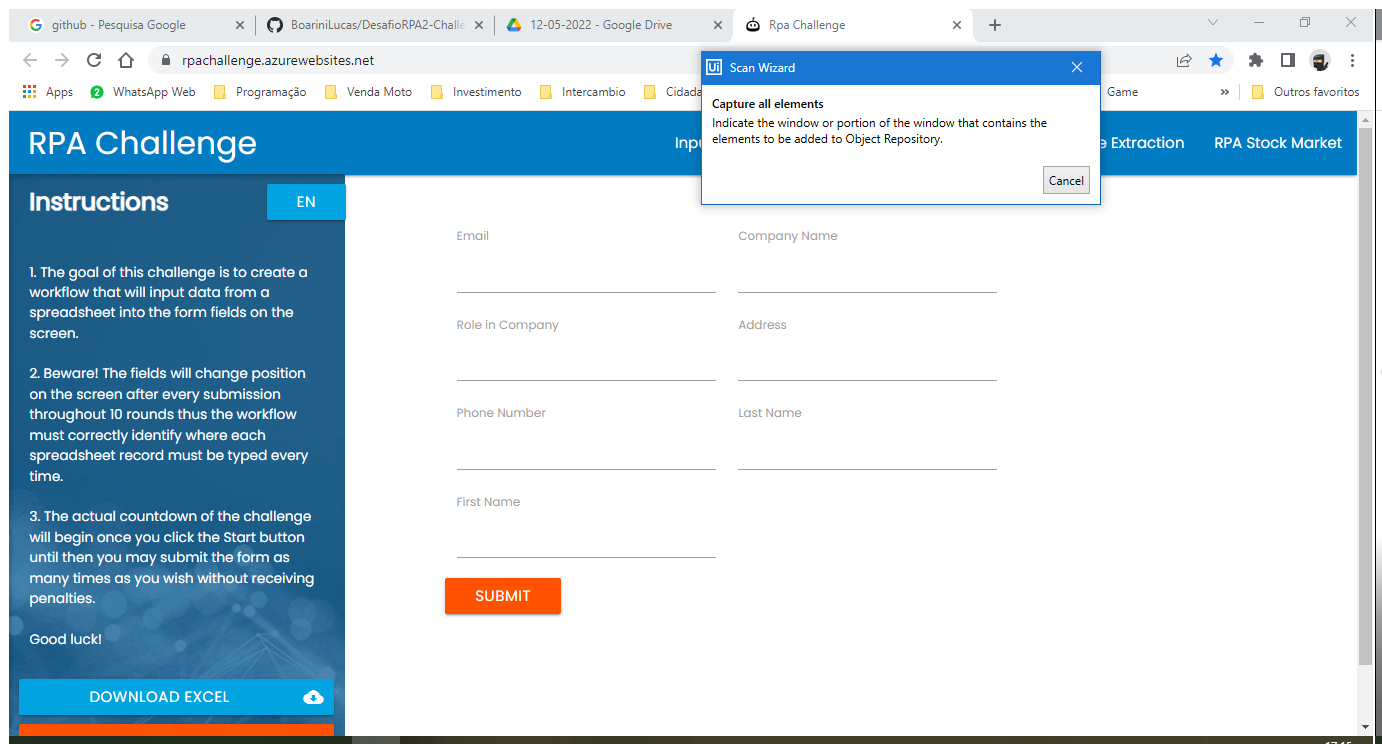 github - Pesquisa Google
BoariniLucas/DesafioRPA2-Challe
12-05-2022 - Google Drive
Rpa Challenge
rpachallenge.azurewebsites.net
Apps
2
WhatsApp Web
Programação
Venda Moto
Investimento
Intercambio
Cidada
Game
»
Outros favoritos
Ui Scan Wizard
Capture all elements
Indicate the window or portion of the window that contains the
elements to be added to Object Repository.
Cancel
RPA Challenge
Inpu
e Extraction
RPA Stock Market
Instructions
EN
1. The goal of this challenge is to create a
workflow that will input data from a
spreadsheet into the form fields on the
screen.
2. Beware! The fields will change position
on the screen after every submission
throughout 10 rounds thus the workflow
must correctly identify where each
spreadsheet record must be typed every
time.
3. The actual countdown of the challenge
will begin once you click the Start button
until then you may submit the form as
many times as you wish without receiving
penalties.
Good luck!
DOWNLOAD EXCEL
Email
Company Name
Role in Company
Address
Phone Number
Last Name
First Name
SUBMIT